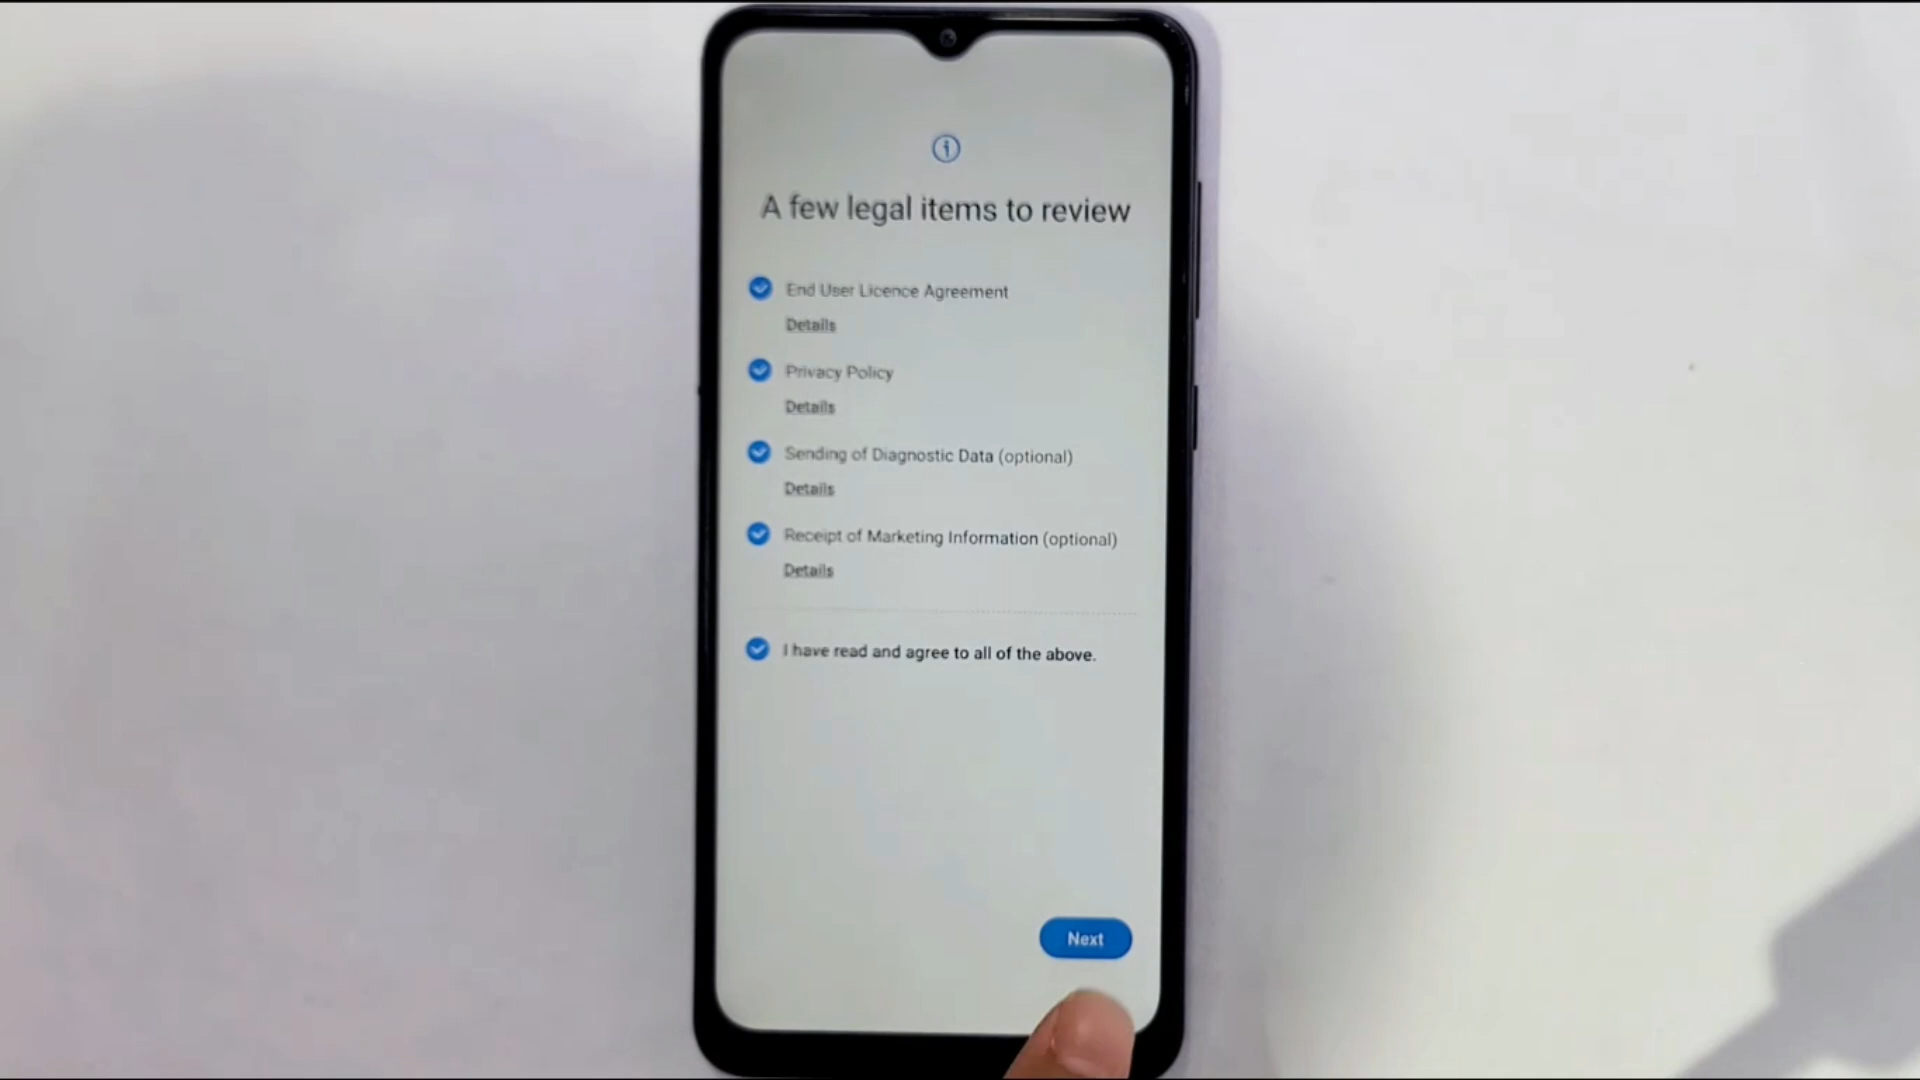 A few legal items to review
End User Licence Agreement
Details
Privacy Policy
Details
Sending of Diagnostic Data (optional)
Details
Receipt of Marketing Information (optional)
Details
I have read and agree to all of the above.
Next